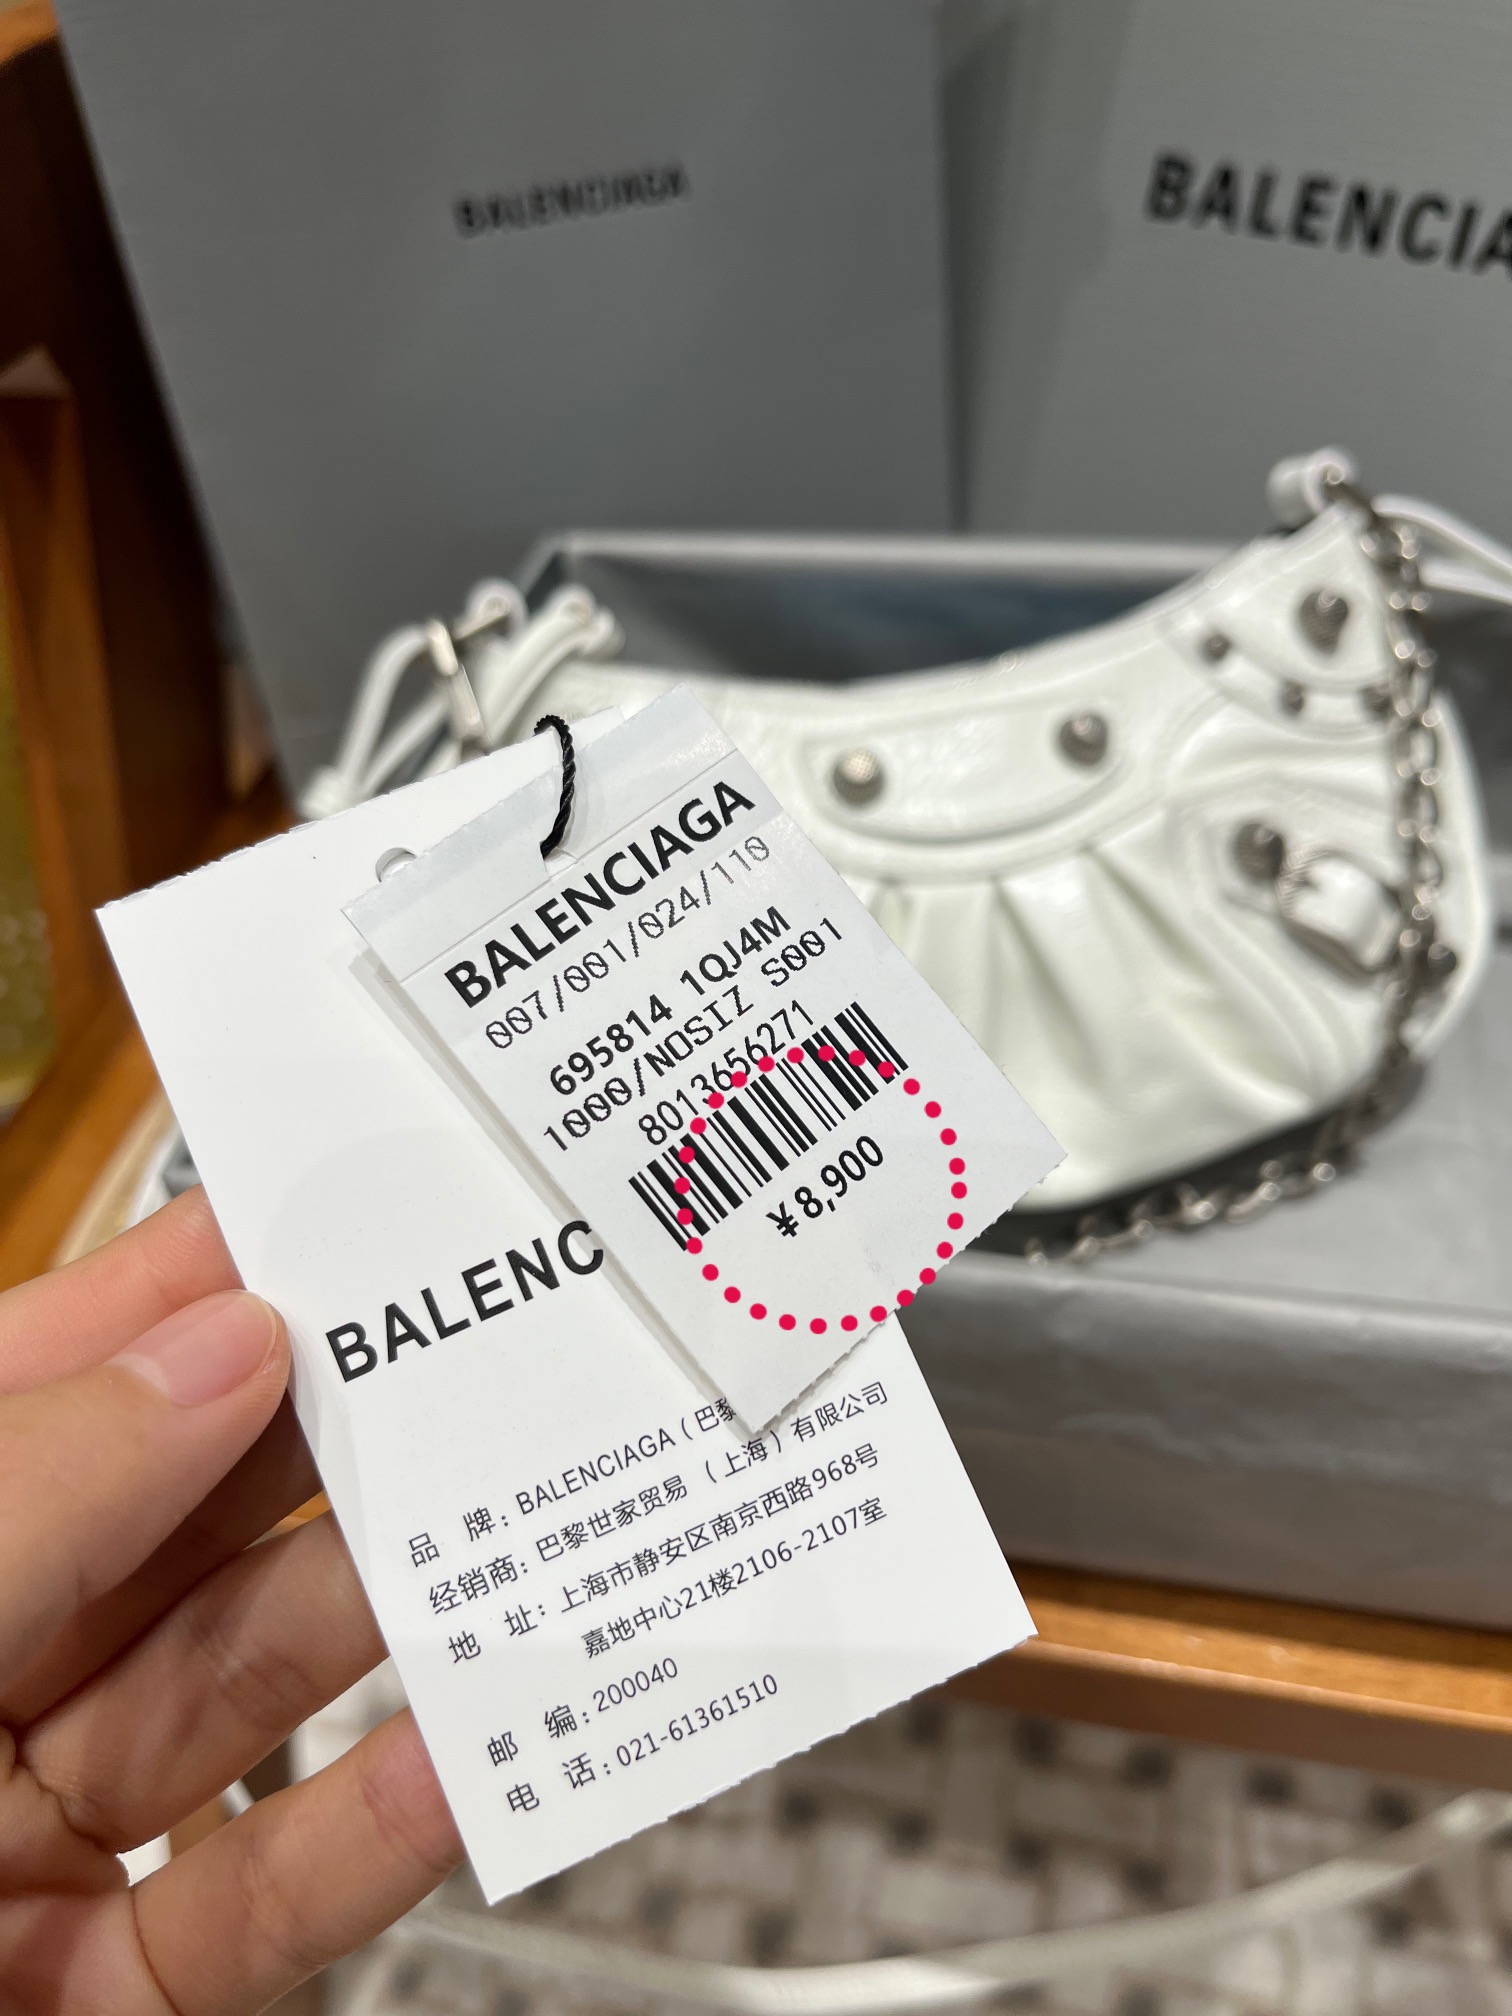 BALENCIAGA
BALENCIA
BALENCIAGA
007/001/024/110
695814 1QJ4M
1000/NOSIZ S001
8013656271
¥8,900
BALENC
品 牌：BALENCIAGA（巴黎
经销商：巴黎世家贸易（上海）有限公司
地 址：上海市静安区南京西路968号
嘉地中心21楼2106-2107室
邮 编：200040
电 话：021-61361510